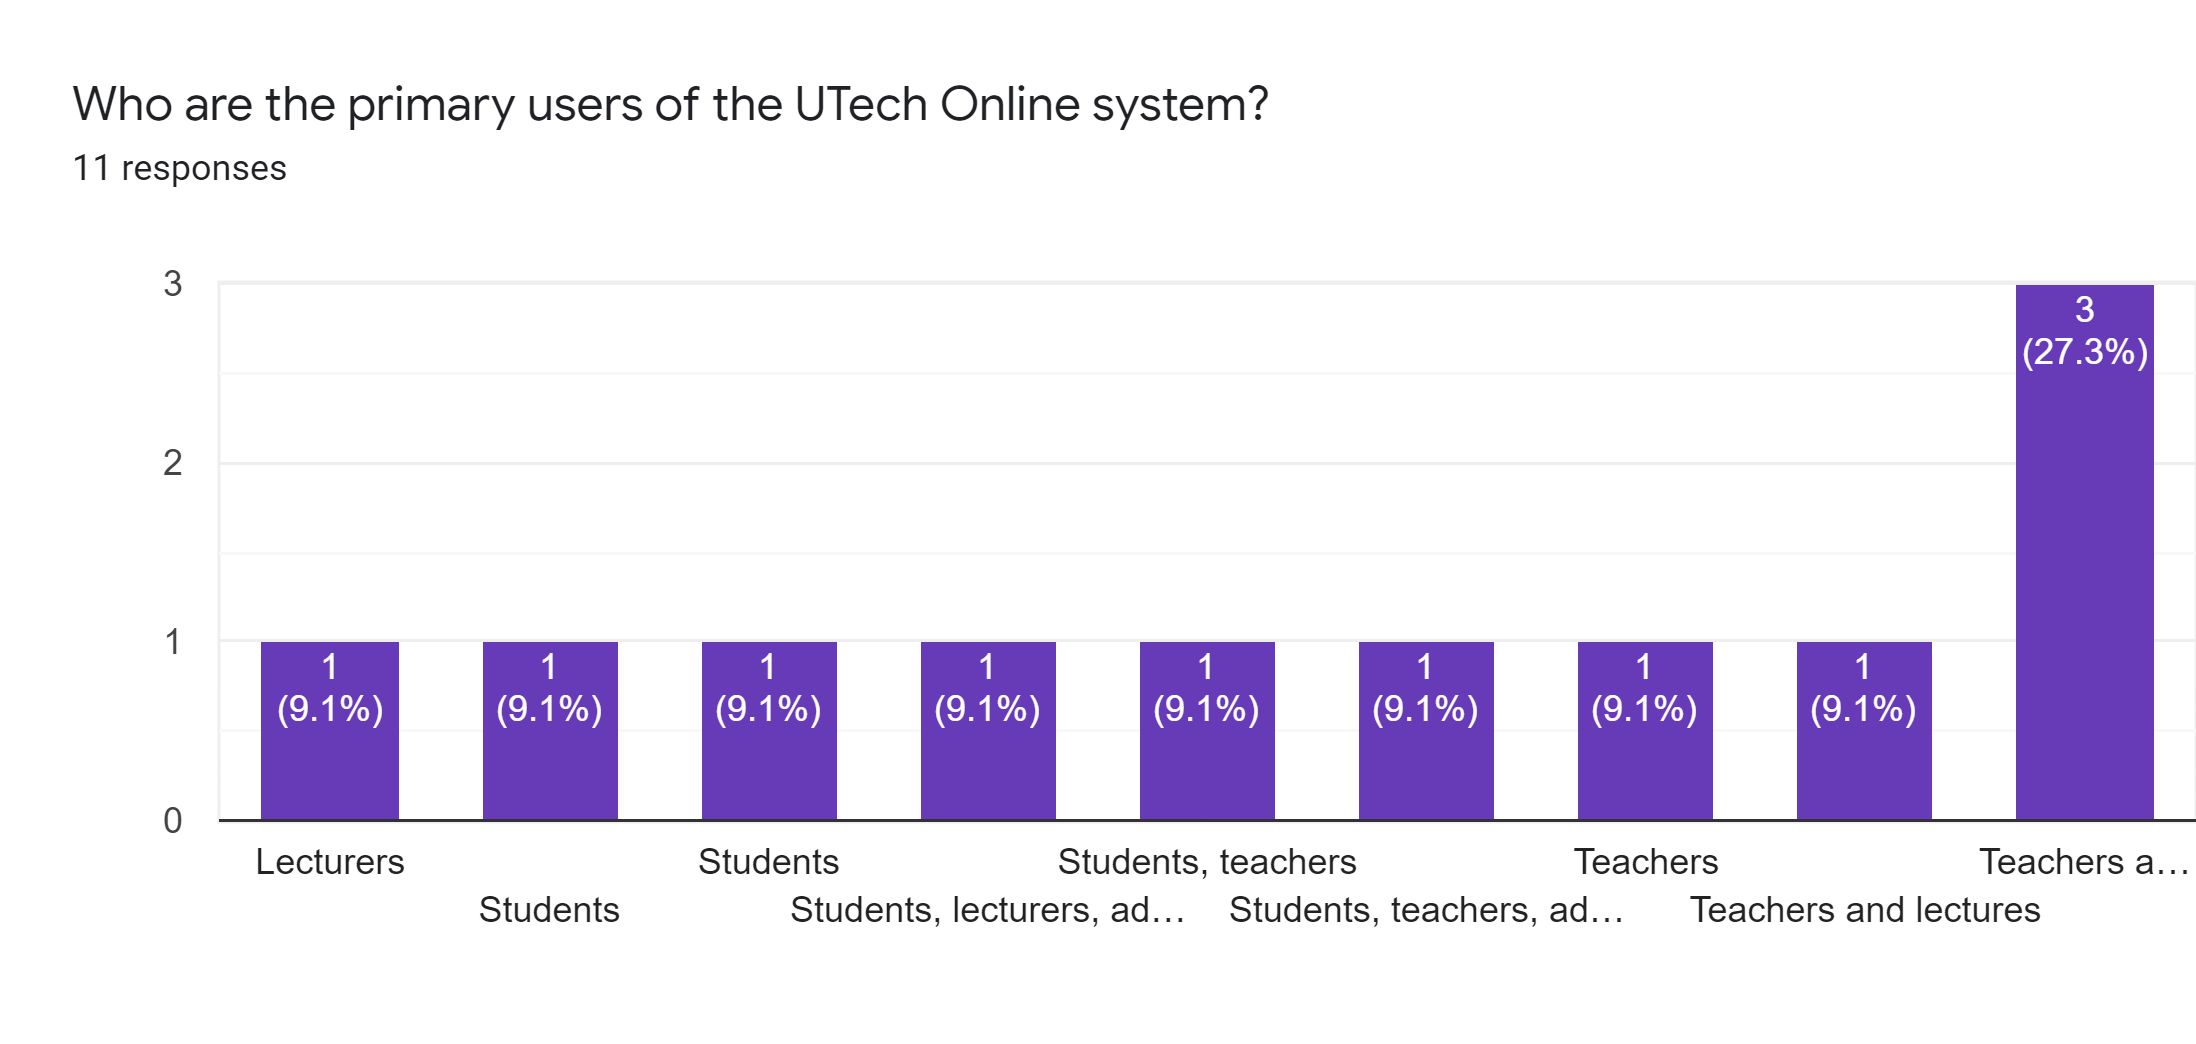 Who are the primary users of the UTech Online system?
11 responses
3
2
1
0
1
(9.1%)
1
(9.1%)
1
(9.1%)
1
(9.1%)
1
(9.1%)
1
(9.1%)
1
(9.1%)
1
(9.1%)
3
(27.3%)
Lecturers
Students
Students
Students, lecturers, ad…
Students, teachers
Students, teachers, ad…
Teachers
Teachers and lectures
Teachers a…